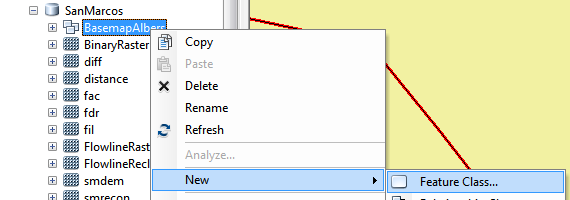 SanMarcos
BasemapAlbers
BinaryRaster
diff
distance
fac
fdr
fil
FlowlineRast
FlowlineRecl
smdem
smrecon
Copy
Paste
Delete
Rename
Refresh
Analyze...
New
Feature Class...